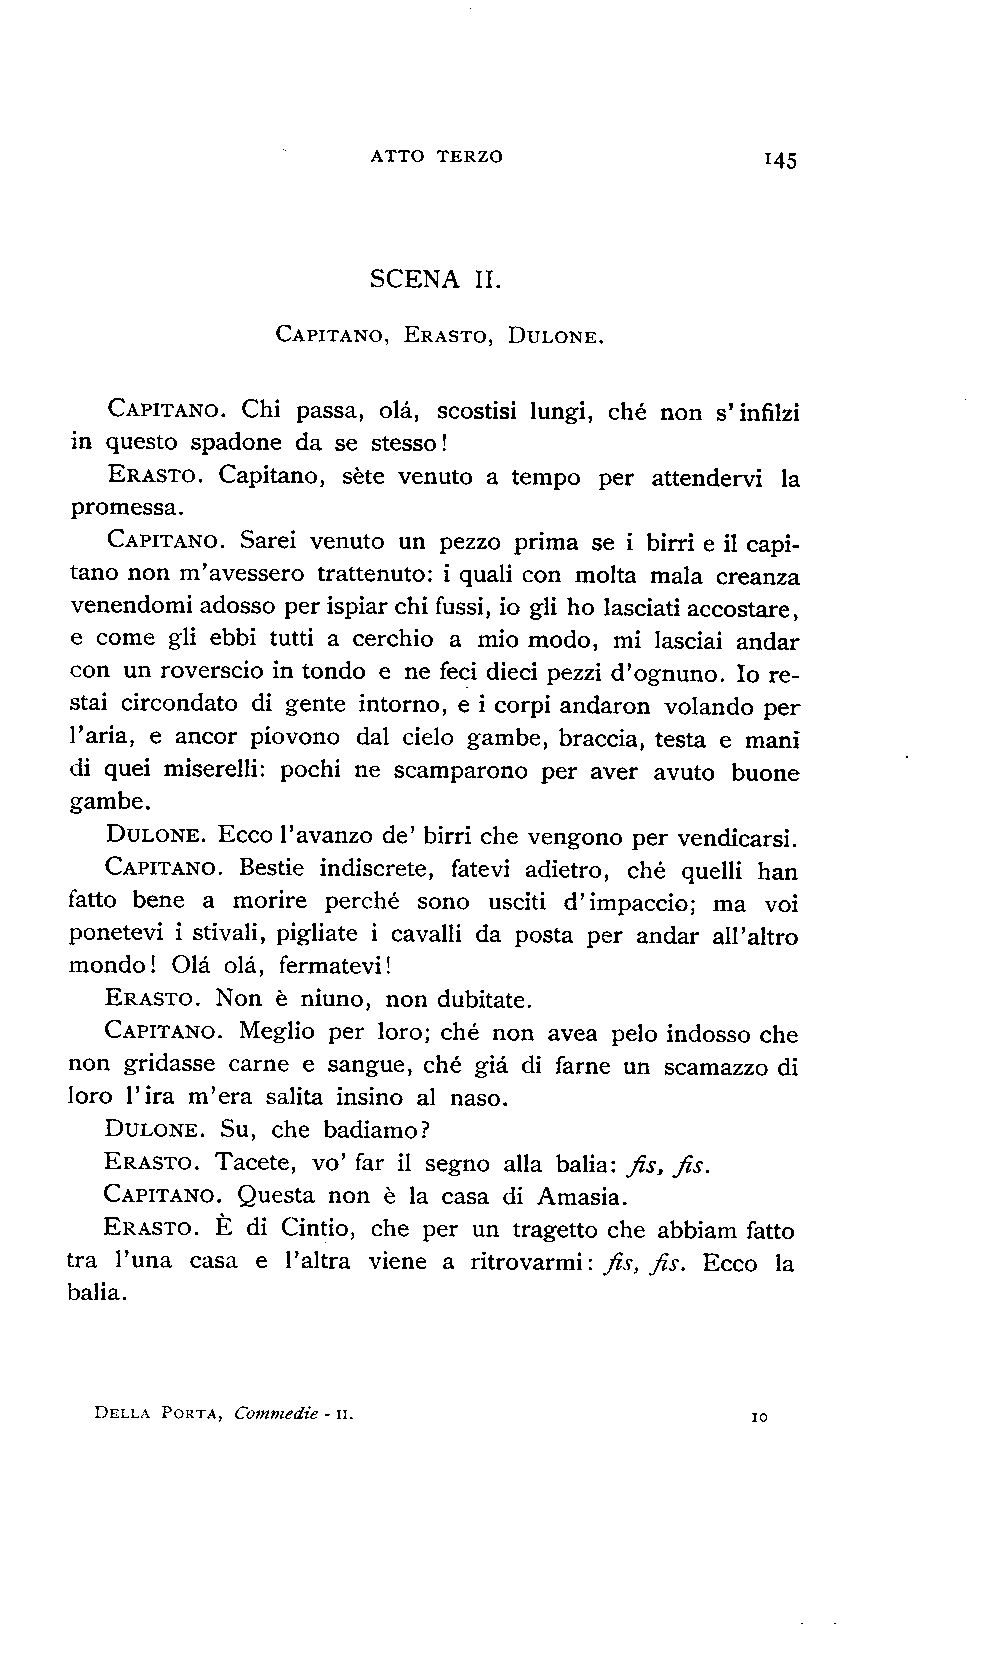 ATTO TERZO 145
SCENA II.
CAPITANO, ERASTO, DULONE.
CAPITANO. Chi passa, olá, scostisi lungi, ché non s'infilzi
in questo spadone da se stesso!
ERASTO. Capitano, sète venuto a tempo per attendervi la
promessa.
CAPITANO. Sarei venuto un pezzo prima se i birri e il capi-
tano non m'avessero trattenuto: i quali con molta mala creanza
venendomi adosso per ispiar chi fussi, io gli ho lasciati accostare,
e come gli ebbi tutti a cerchio a mio modo, mi lasciai andar
con un roverscio in tondo e ne feci dieci pezzi d'ognuno. Io re-
stai circondato di gente intorno, e i corpi andaron volando per
l'aria, e ancor piovono dal cielo gambe, braccia, testa e mani
di quei miserelli: pochi ne scamparono per aver avuto buone
gambe.
DULONE. Ecco l'avanzo de' birri che vengono per vendicarsi.
CAPITANO. Bestie indiscrete, fatevi adietro, ché quelli han
fatto bene a morire perché sono usciti d'impaccio; ma voi
ponetevi i stivali, pigliate i cavalli da posta per andar all'altro
mondo! Olá olá, fermatevi!
ERASTO. Non è niuno, non dubitate.
CAPITANO. Meglio per loro; ché non avea pelo indosso che
non gridasse carne e sangue, ché giá di farne un scamazzo di
loro l'ira m'era salita insino al naso.
DULONE. Su, che badiamo?
ERASTO. Tacete, vo' far il segno alla balia: fis, fis.
CAPITANO. Questa non è la casa di Amasia.
ERASTO. È di Cintio, che per un tragetto che abbiam fatto
tra l'una casa e l'altra viene a ritrovarmi: fis, fis. Ecco la
balia.
DELLA PORTA, Commedie - II. 10